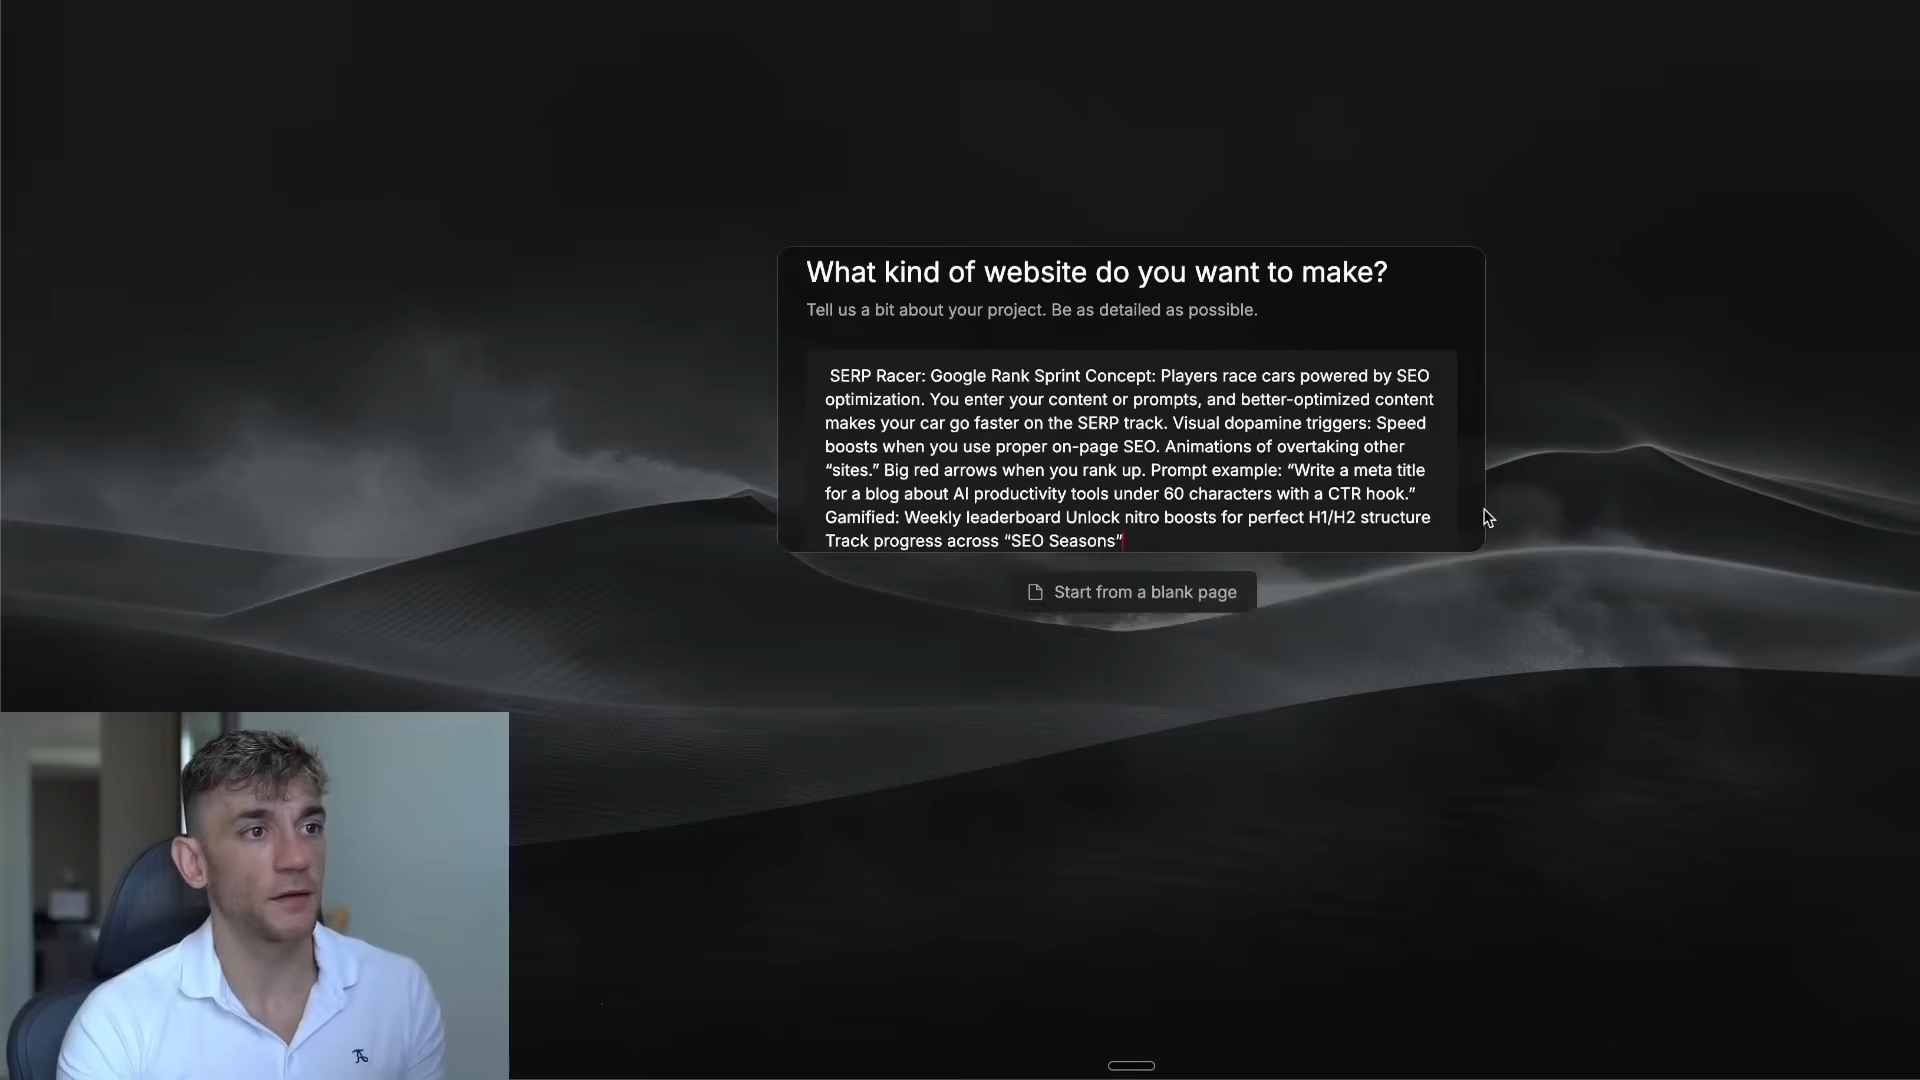 What kind of website do you want to make?
Tell us a bit about your project. Be as detailed as possible.
SERP Racer: Google Rank Sprint Concept: Players race cars powered by SEO
optimization. You enter your content or prompts, and better-optimized content
makes your car go faster on the SERP track. Visual dopamine triggers: Speed
boosts when you use proper on-page SEO. Animations of overtaking other
“sites.” Big red arrows when you rank up. Prompt example: “Write a meta title
for a blog about AI productivity tools under 60 characters with a CTR hook.”
Gamified: Weekly leaderboard Unlock nitro boosts for perfect H1/H2 structure
Track progress across “SEO Seasons”
Start from a blank page